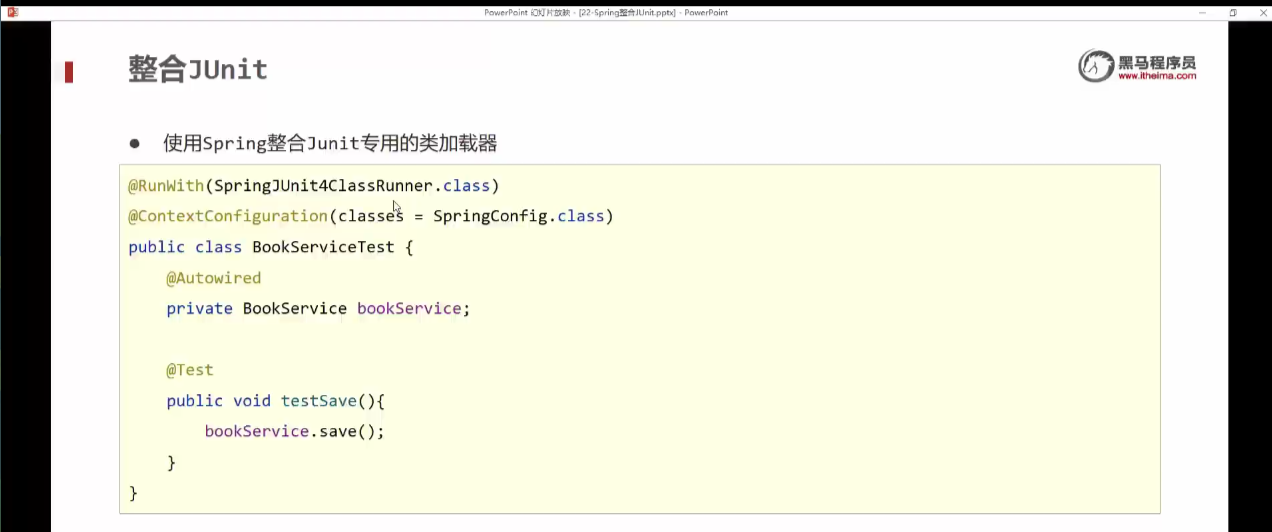 PowerPoint 幻灯片放映 - [22-Spring整合JUnit.pptx] - PowerPoint
整合JUnit
黑马程序员
www.itheima.com
● 使用Spring整合Junit专用的类加载器
@RunWith(SpringJUnit4ClassRunner.class)
@ContextConfiguration(classes = SpringConfig.class)
public class BookServiceTest {
    @Autowired
    private BookService bookService;
    @Test
    public void testSave(){
        bookService.save();
    }
}